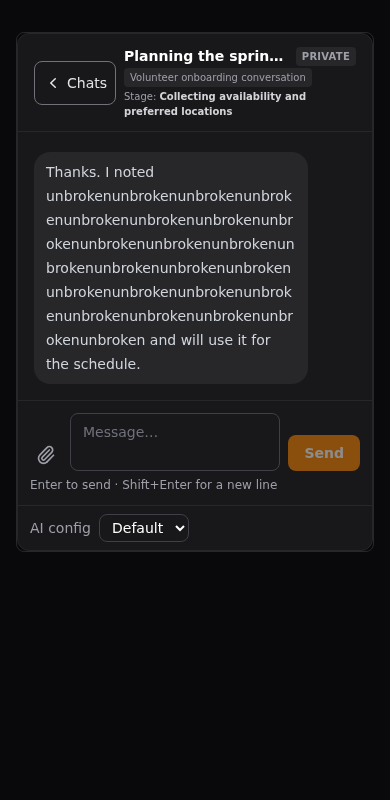 Chats
Planning the sprin…
PRIVATE
Volunteer onboarding conversation
Stage: Collecting availability and
preferred locations
Thanks. I noted
unbrokenunbrokenunbrokenunbrok
enunbrokenunbrokenunbrokenunbr
okenunbrokenunbrokenunbrokenun
brokenunbrokenunbrokenunbroken
unbrokenunbrokenunbrokenunbrok
enunbrokenunbrokenunbrokenunbr
okenunbroken and will use it for
the schedule.
Message…
Send
Enter to send · Shift+Enter for a new line
AI config
Default